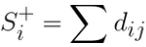 $S_i^+ = \sum d_{ij}$